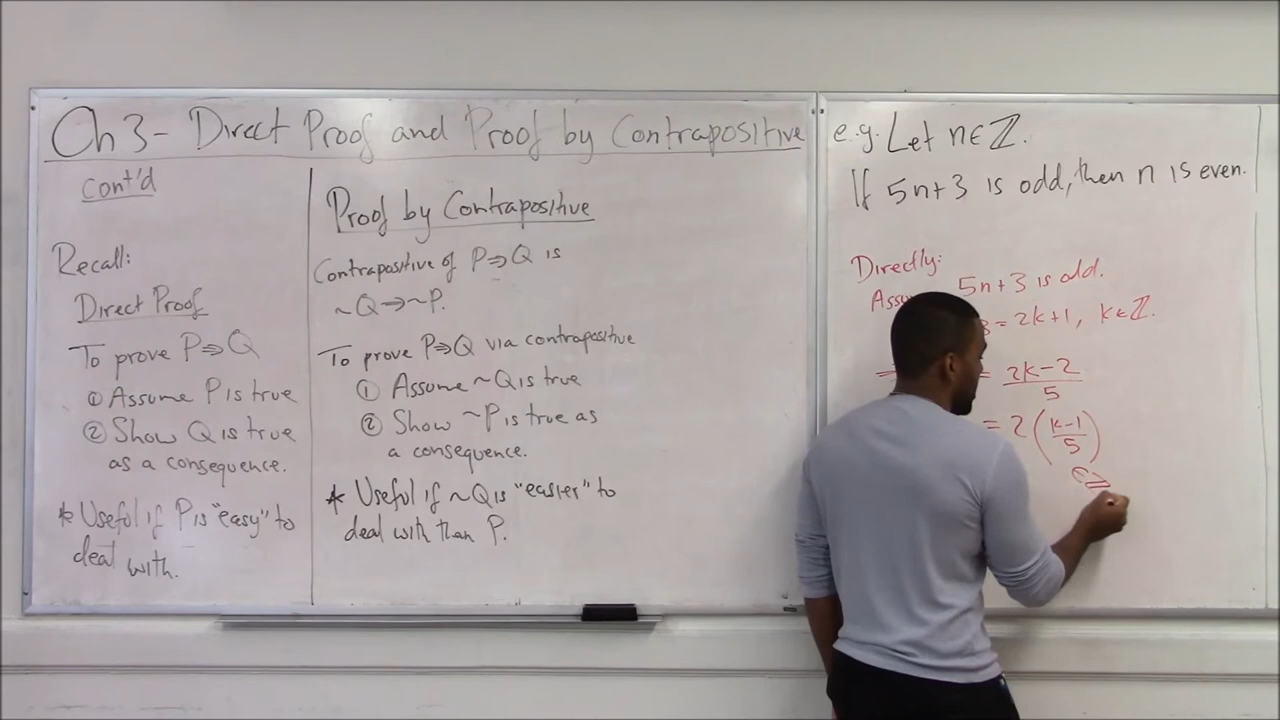 Ch 3- Direct Proof and Proof by Contrapositive
cont'd
Recall:
Direct Proof
To prove P⇒Q
① Assume P is true
② Show Q is true
as a consequence.
* Useful if P is "easy" to
deal with.
Proof by Contrapositive
Contrapositive of P⇒Q is
~Q⇒~P.
To prove P⇒Q via contrapositive
① Assume ~Q is true
② Show ~P is true as
a consequence.
* Useful if ~Q is "easier" to
deal with than P.
e.g. Let n∈ℤ.
If 5n+3 is odd, then n is even.
Directly:
Assu 5n+3 is odd.
3=2k+1, k∈ℤ.
= (2k-2)/5
= 2((k-1)/5)
∈ℤ